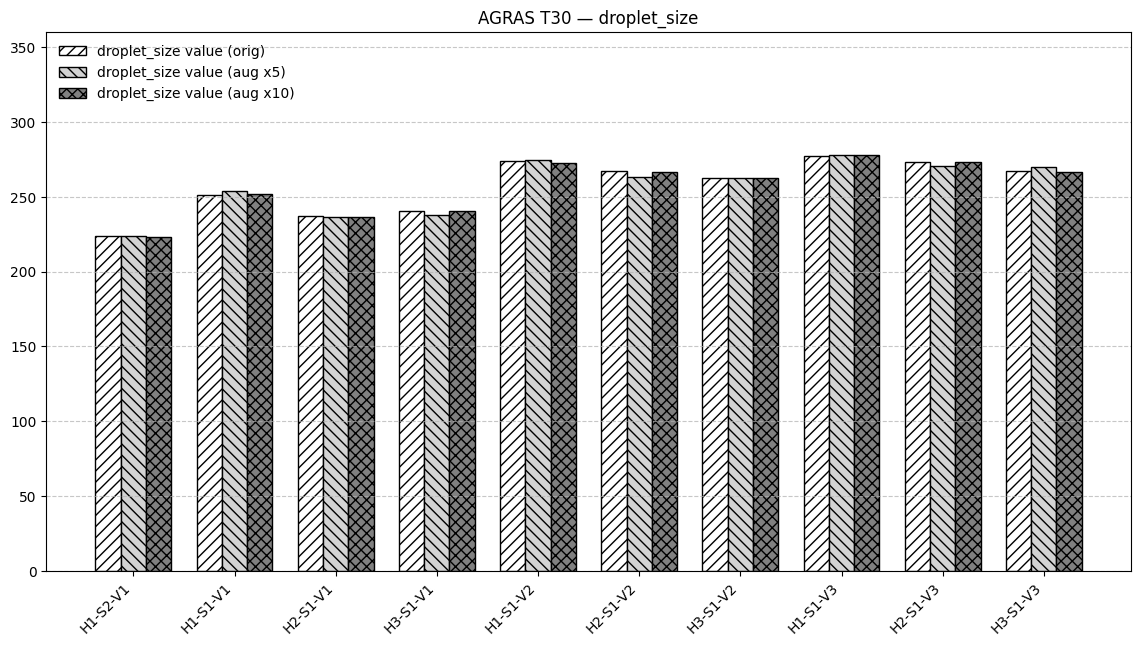 AGRAS T30 — droplet_size
droplet_size value (orig)
droplet_size value (aug x5)
droplet_size value (aug x10)
350
300
250
200
150
100
50
0
H1-S2-V1
H1-S1-V1
H2-S1-V1
H3-S1-V1
H1-S1-V2
H2-S1-V2
H3-S1-V2
H1-S1-V3
H2-S1-V3
H3-S1-V3